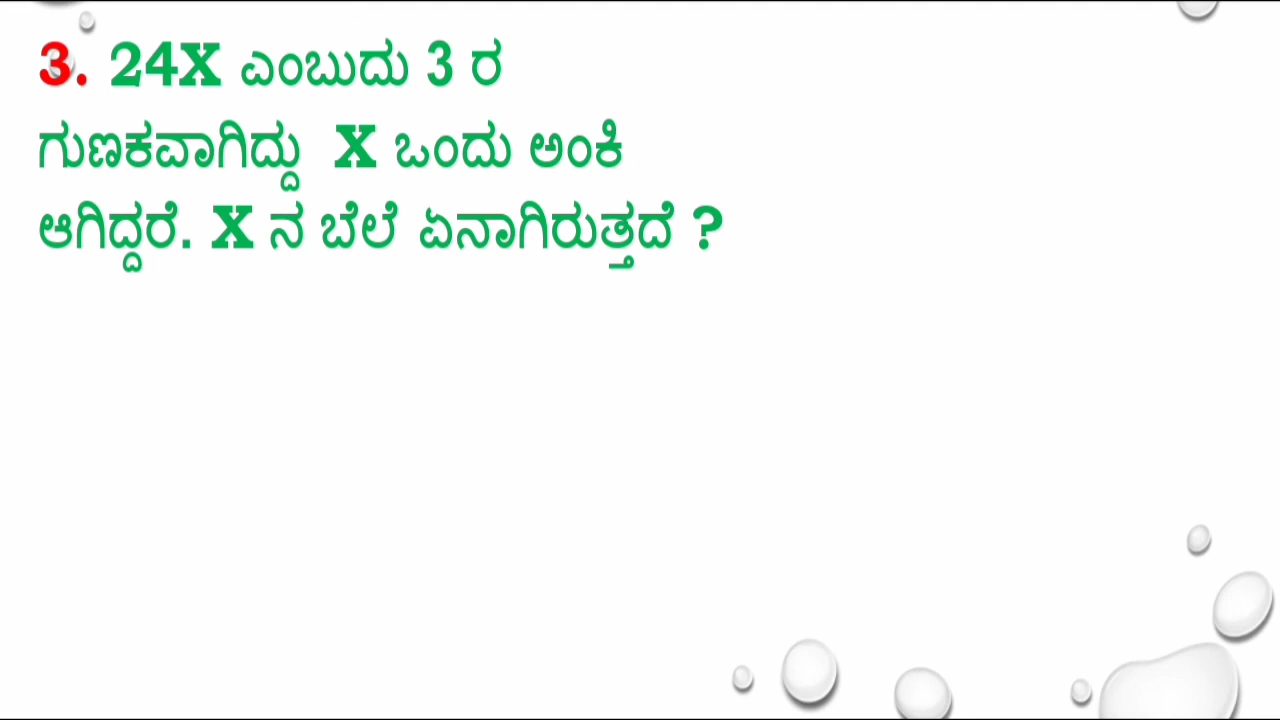 3. 24X ಎಂಬುದು 3 ರ
ಗುಣಕವಾಗಿದ್ದು X ಒಂದು ಅಂಕಿ
ಆಗಿದ್ದರೆ. X ನ ಬೆಲೆ ಏನಾಗಿರುತ್ತದೆ ?